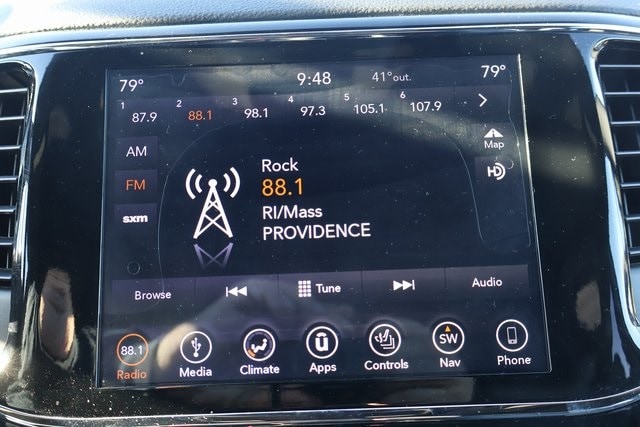 79° 9:48 41°out. 79°
1 87.9 2 88.1 3 98.1 4 97.3 5 105.1 6 107.9
AM
Map
Rock
FM
88.1
HD
sxm
RI/Mass
PROVIDENCE
Browse Tune Audio
88.1 SW
Radio Media Climate Apps Controls Nav Phone